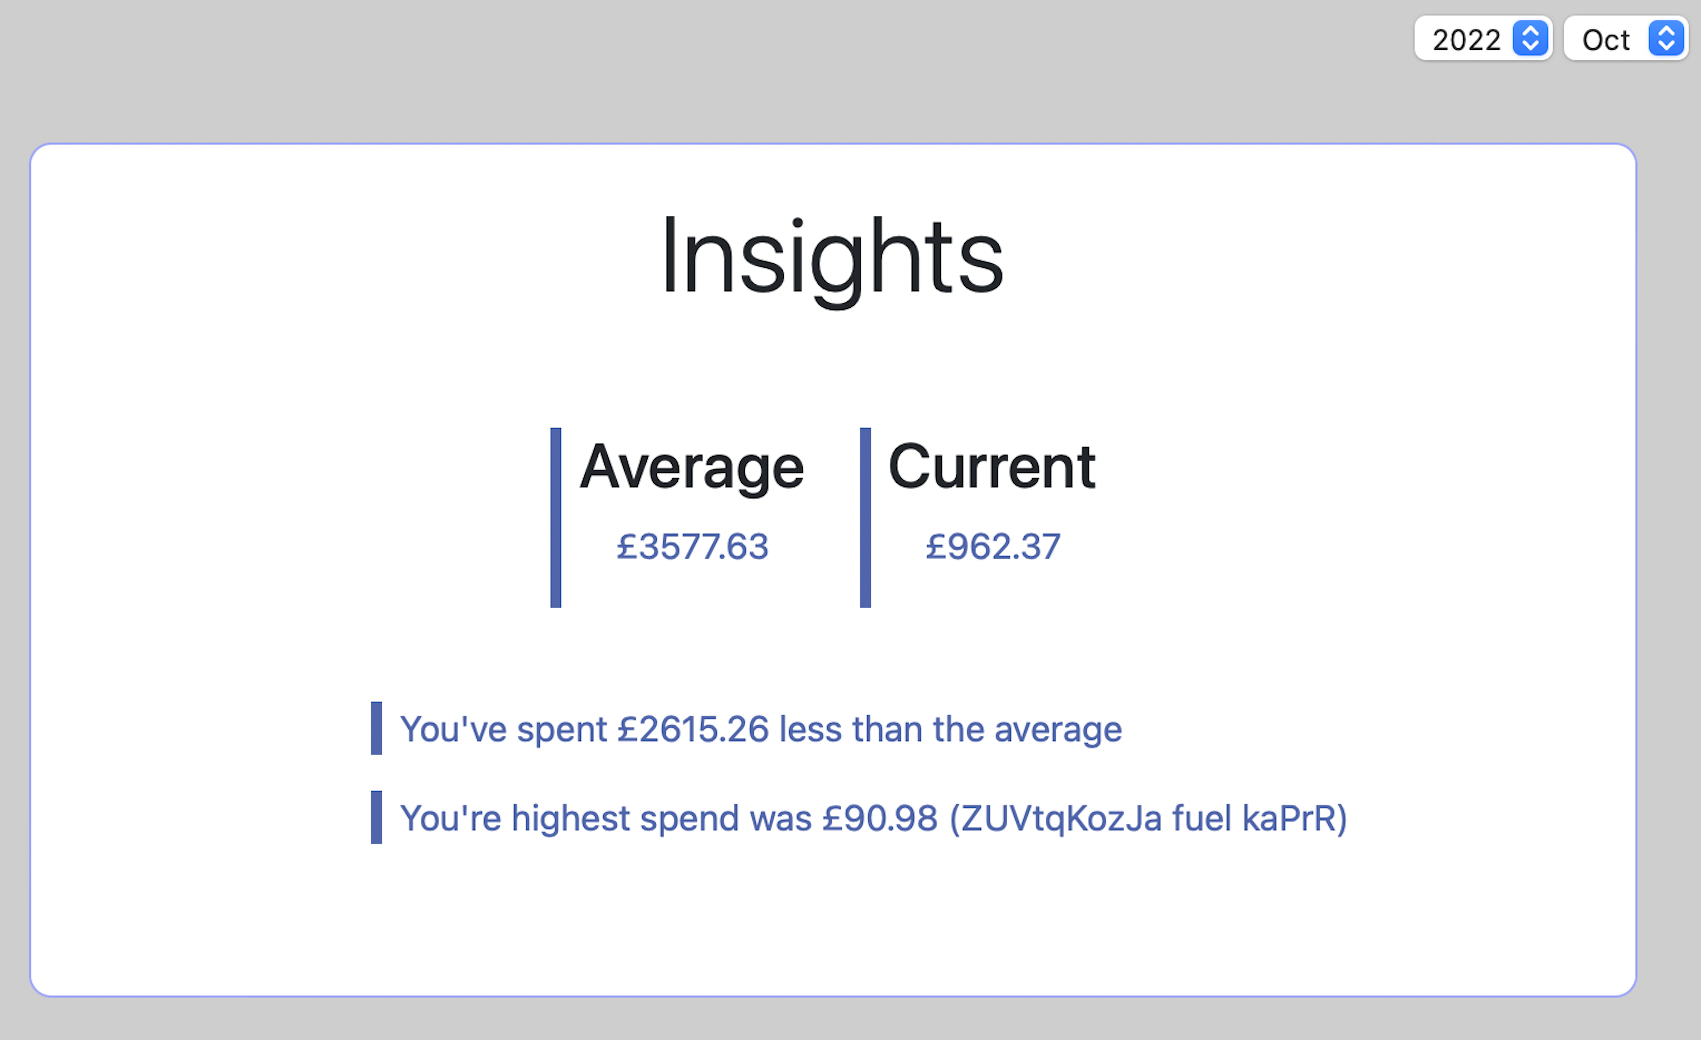 2022 Oct
Insights
Average Current
£3577.63 £962.37
You've spent £2615.26 less than the average
You're highest spend was £90.98 (ZUVtqKozJa fuel kaPrR)